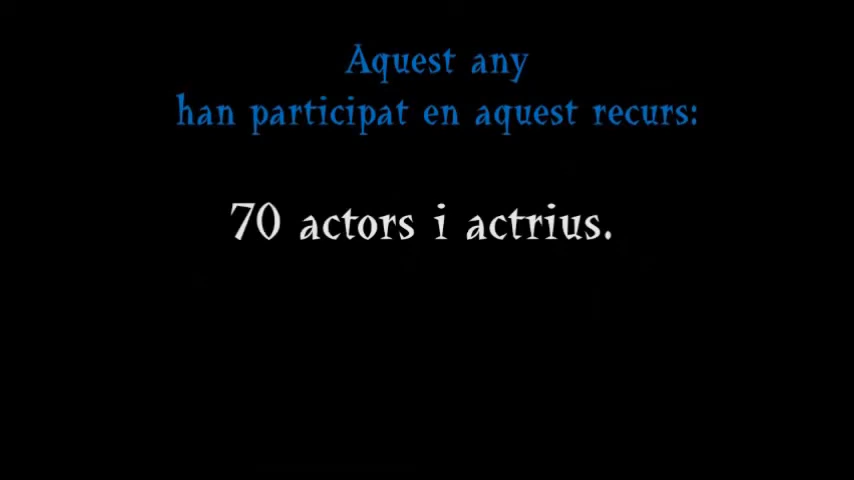 Aquest any
han participat en aquest recurs:
70 actors i actrius.